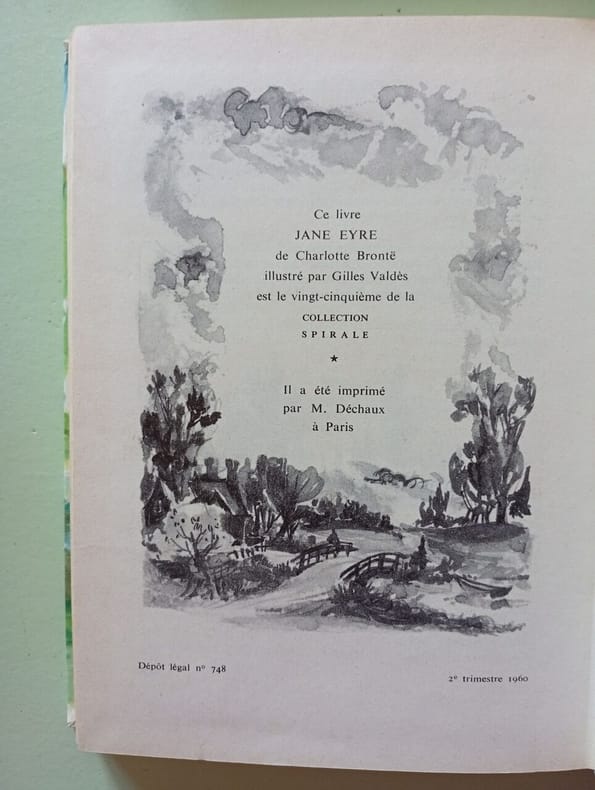 Ce livre
JANE EYRE
de Charlotte Brontë
illustré par Gilles Valdès
est le vingt-cinquième de la
COLLECTION
SPIRALE
★
Il a été imprimé
par M. Déchaux
à Paris
Dépôt légal nº 748
2e trimestre 1960